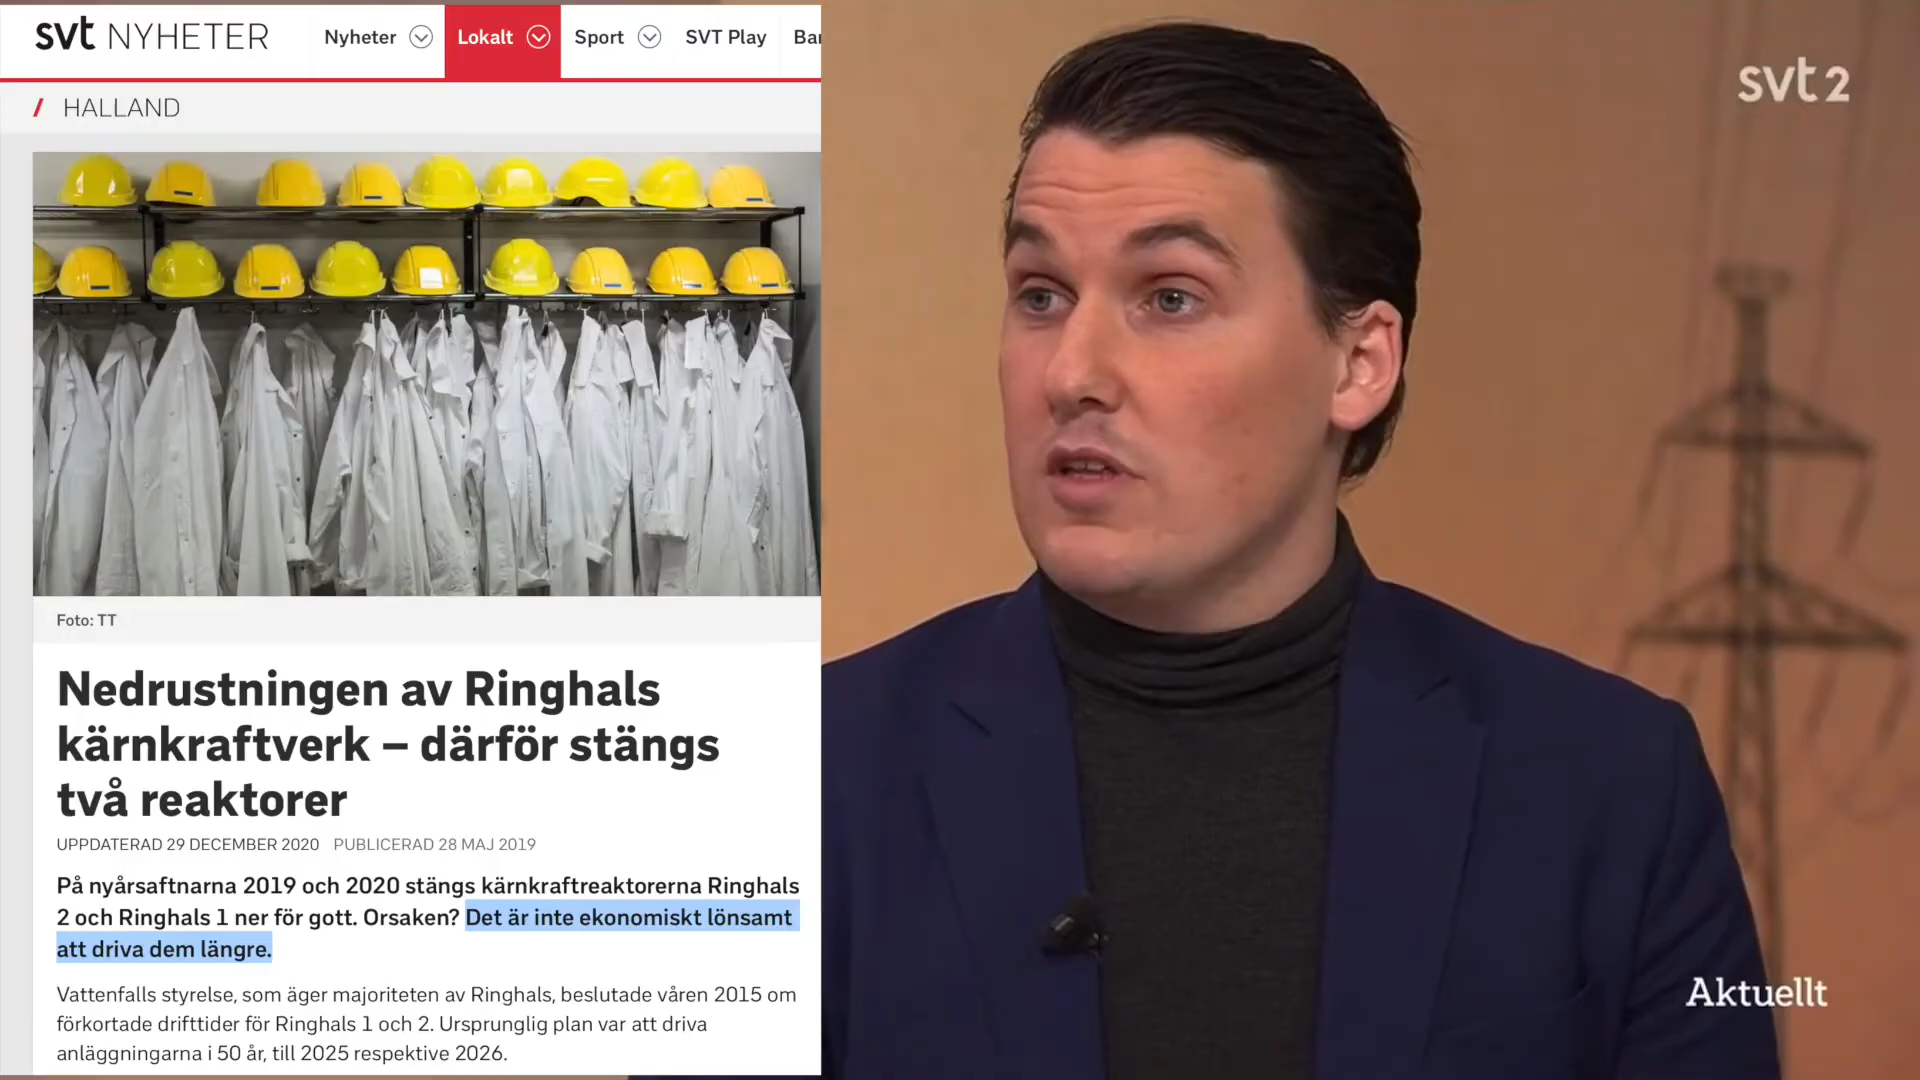 svt NYHETER Nyheter Lokalt Sport SVT Play
/ HALLAND
Foto: TT
Nedrustningen av Ringhals
kärnkraftverk – därför stängs
två reaktorer
UPPDATERAD 29 DECEMBER 2020 PUBLICERAD 28 MAJ 2019
På nyårsaftnarna 2019 och 2020 stängs kärnkraftreaktorerna Ringhals
2 och Ringhals 1 ner för gott. Orsaken? Det är inte ekonomiskt lönsamt
att driva dem längre.
Vattenfalls styrelse, som äger majoriteten av Ringhals, beslutade våren 2015 om
förkortade drifttider för Ringhals 1 och 2. Ursprunglig plan var att driva
anläggningarna i 50 år, till 2025 respektive 2026.
svt2
Aktuellt